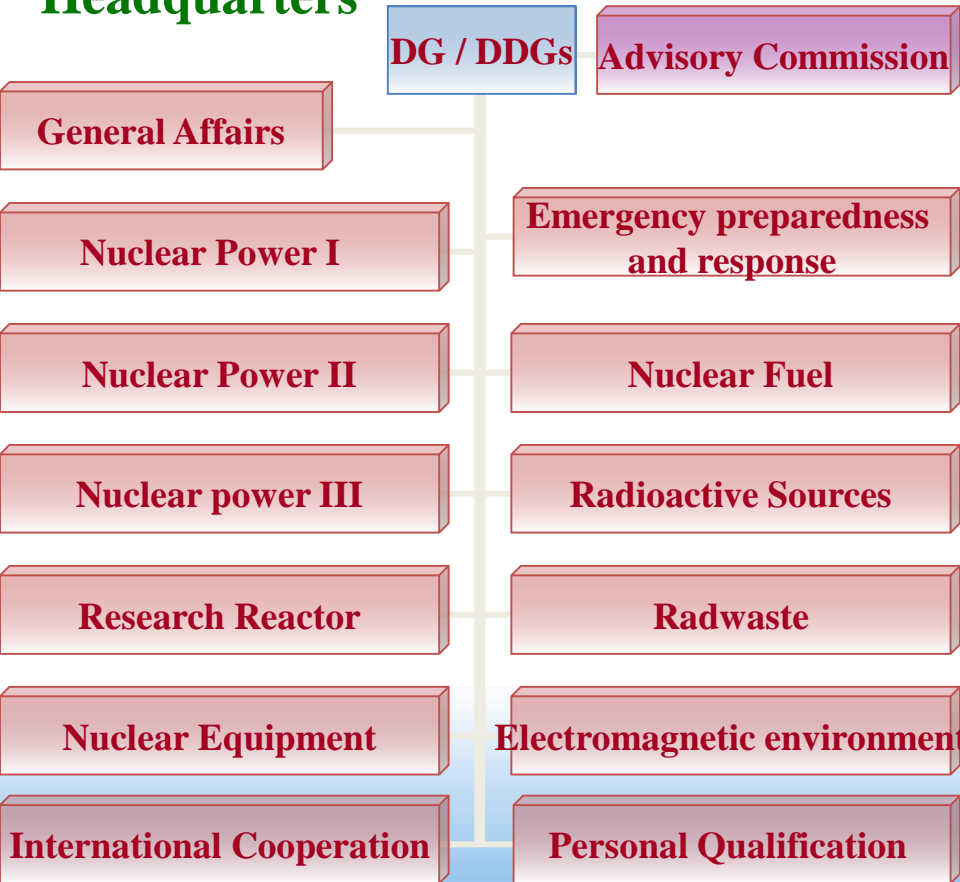 Headquarters
DG / DDGs
Advisory Commission
General Affairs
Emergency preparedness
and response
Nuclear Power I
Nuclear Power II
Nuclear Fuel
Nuclear power III
Radioactive Sources
Research Reactor
Radwaste
Nuclear Equipment
Electromagnetic environment
International Cooperation
Personal Qualification